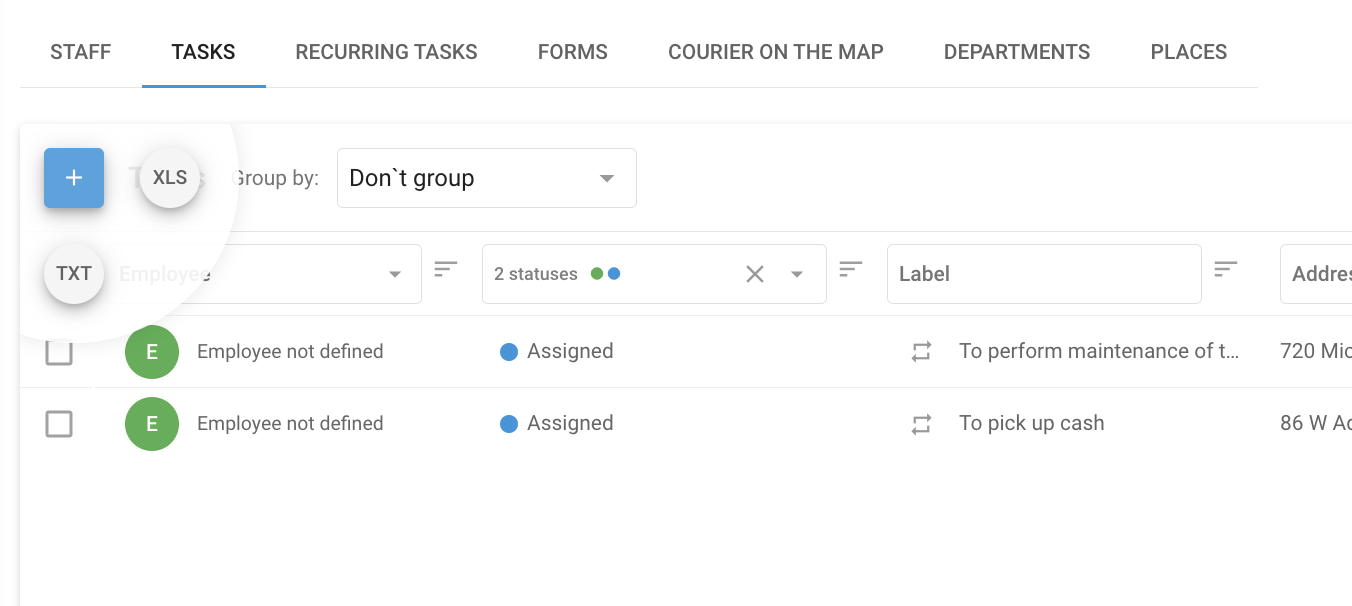 STAFF TASKS RECURRING TASKS FORMS COURIER ON THE MAP DEPARTMENTS PLACES
+ XLS Group by: Don`t group
TXT Employee 2 statuses Label Addres
E Employee not defined Assigned To perform maintenance of t... 720 Mic
E Employee not defined Assigned To pick up cash 86 W Ac